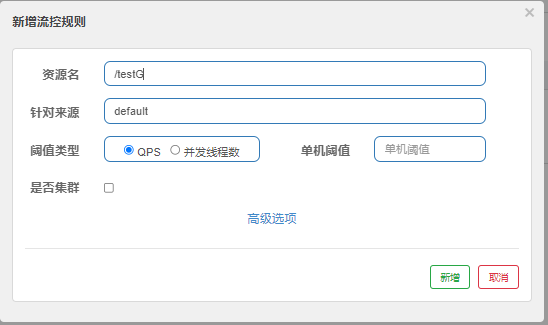 新增流控规则
×
资源名 /testG
针对来源 default
阈值类型 QPS 并发线程数 单机阈值 单机阈值
是否集群
高级选项
新增 取消